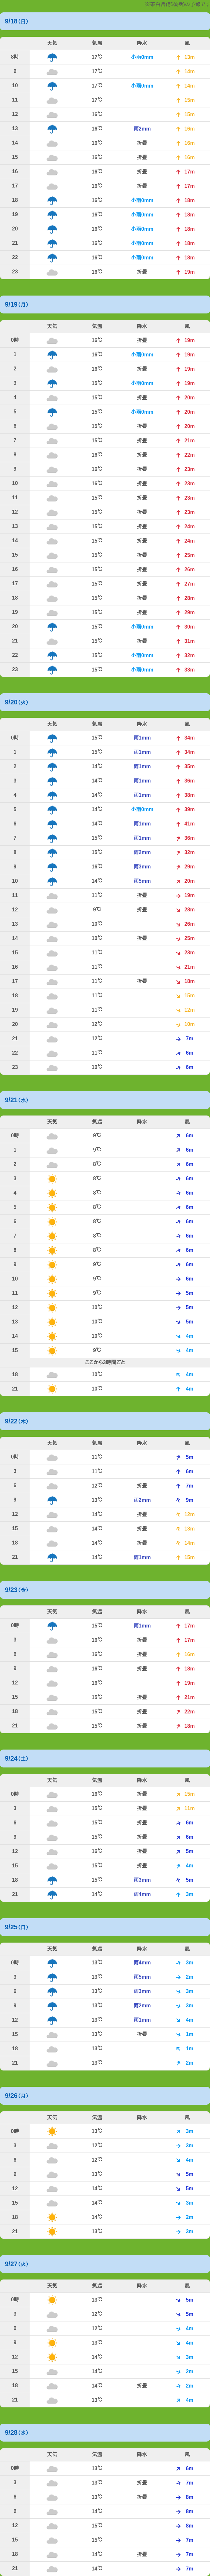 ※茶臼岳(那須岳)の予報です
9/18(日)
天気 気温 降水 風
8時 17℃ 小雨0mm 13m
9 17℃ 14m
10 17℃ 小雨0mm 14m
11 17℃ 15m
12 16℃ 15m
13 16℃ 雨2mm 16m
14 16℃ 折畳 16m
15 16℃ 折畳 16m
16 16℃ 折畳 17m
17 16℃ 折畳 17m
18 16℃ 小雨0mm 18m
19 16℃ 小雨0mm 18m
20 16℃ 小雨0mm 18m
21 16℃ 小雨0mm 18m
22 16℃ 小雨0mm 18m
23 16℃ 折畳 19m
9/19(月)
天気 気温 降水 風
0時 16℃ 折畳 19m
1 16℃ 小雨0mm 19m
2 16℃ 折畳 19m
3 15℃ 小雨0mm 19m
4 15℃ 折畳 20m
5 15℃ 小雨0mm 20m
6 15℃ 折畳 20m
7 15℃ 折畳 21m
8 16℃ 折畳 22m
9 16℃ 折畳 23m
10 16℃ 折畳 23m
11 15℃ 折畳 23m
12 15℃ 折畳 23m
13 15℃ 折畳 24m
14 16℃ 折畳 24m
15 15℃ 折畳 25m
16 15℃ 折畳 26m
17 15℃ 折畳 27m
18 15℃ 折畳 28m
19 15℃ 折畳 29m
20 15℃ 小雨0mm 30m
21 15℃ 折畳 31m
22 15℃ 小雨0mm 32m
23 15℃ 小雨0mm 33m
9/20(火)
天気 気温 降水 風
0時 15℃ 雨1mm 34m
1 15℃ 雨1mm 34m
2 14℃ 雨1mm 35m
3 14℃ 雨1mm 36m
4 14℃ 雨1mm 38m
5 14℃ 小雨0mm 39m
6 14℃ 雨1mm 41m
7 15℃ 雨1mm 36m
8 15℃ 雨2mm 32m
9 16℃ 雨3mm 29m
10 14℃ 雨5mm 20m
11 11℃ 折畳 19m
12 9℃ 折畳 28m
13 10℃ 26m
14 10℃ 折畳 25m
15 11℃ 23m
16 11℃ 21m
17 11℃ 折畳 18m
18 11℃ 15m
19 11℃ 12m
20 12℃ 10m
21 12℃ 7m
22 11℃ 6m
23 10℃ 6m
9/21(水)
天気 気温 降水 風
0時 9℃ 6m
1 9℃ 6m
2 8℃ 6m
3 8℃ 6m
4 8℃ 6m
5 8℃ 6m
6 8℃ 6m
7 8℃ 6m
8 8℃ 6m
9 9℃ 6m
10 9℃ 6m
11 9℃ 5m
12 10℃ 5m
13 10℃ 5m
14 10℃ 4m
15 9℃ 4m
ここから3時間ごと
18 10℃ 4m
21 10℃ 4m
9/22(木)
天気 気温 降水 風
0時 11℃ 5m
3 11℃ 6m
6 12℃ 折畳 7m
9 13℃ 雨2mm 9m
12 14℃ 折畳 12m
15 14℃ 折畳 13m
18 14℃ 折畳 14m
21 14℃ 雨1mm 15m
9/23(金)
天気 気温 降水 風
0時 15℃ 雨1mm 17m
3 16℃ 折畳 17m
6 16℃ 折畳 16m
9 16℃ 折畳 18m
12 16℃ 19m
15 15℃ 折畳 21m
18 15℃ 折畳 22m
21 15℃ 折畳 18m
9/24(土)
天気 気温 降水 風
0時 16℃ 折畳 15m
3 15℃ 折畳 11m
6 15℃ 折畳 6m
9 15℃ 折畳 6m
12 16℃ 折畳 5m
15 15℃ 折畳 4m
18 15℃ 雨3mm 5m
21 14℃ 雨4mm 3m
9/25(日)
天気 気温 降水 風
0時 13℃ 雨4mm 3m
3 13℃ 雨5mm 2m
6 13℃ 雨3mm 3m
9 13℃ 雨2mm 3m
12 13℃ 雨1mm 4m
15 13℃ 折畳 1m
18 13℃ 1m
21 13℃ 2m
9/26(月)
天気 気温 降水 風
0時 13℃ 3m
3 12℃ 3m
6 12℃ 4m
9 13℃ 5m
12 14℃ 5m
15 14℃ 3m
18 14℃ 2m
21 13℃ 3m
9/27(火)
天気 気温 降水 風
0時 13℃ 5m
3 12℃ 5m
6 12℃ 4m
9 13℃ 4m
12 14℃ 3m
15 14℃ 2m
18 14℃ 折畳 2m
21 13℃ 4m
9/28(水)
天気 気温 降水 風
0時 13℃ 6m
3 13℃ 折畳 7m
6 13℃ 折畳 8m
9 14℃ 8m
12 15℃ 8m
15 15℃ 7m
18 14℃ 折畳 7m
21 14℃ 7m